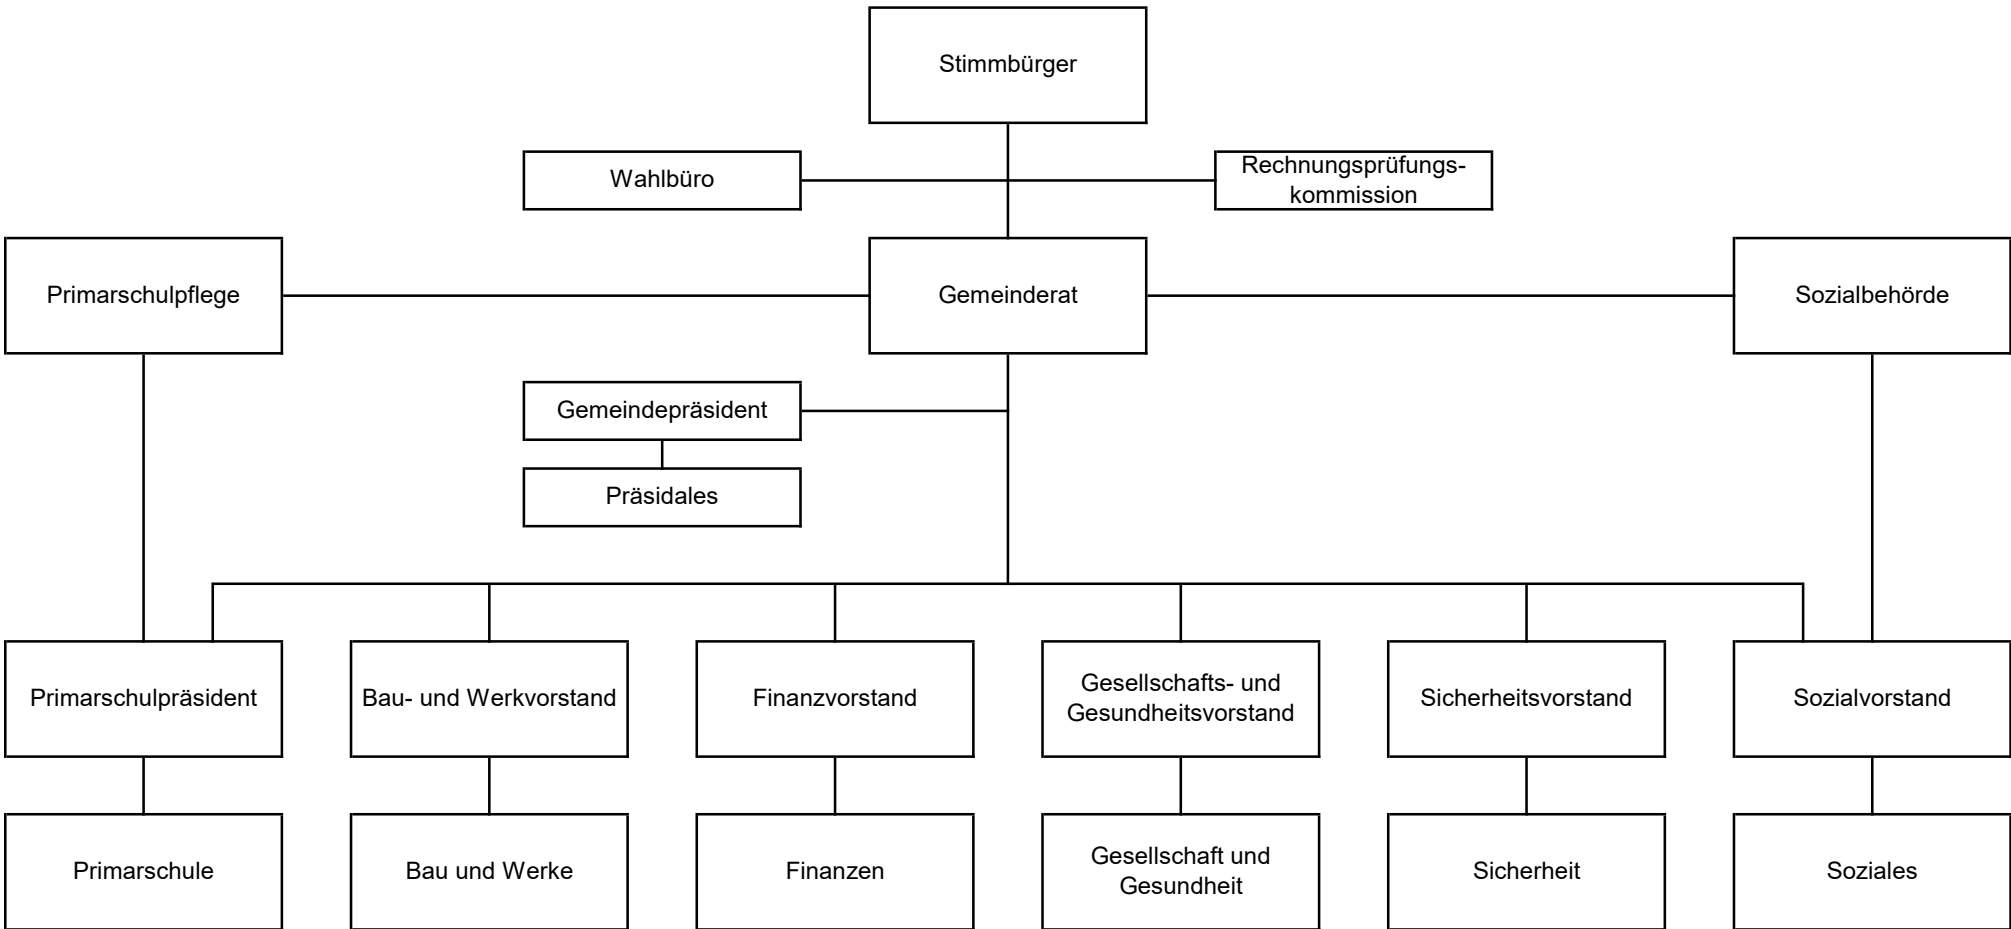 Stimmbürger
Wahlbüro
Rechnungsprüfungs-
kommission
Primarschulpflege
Gemeinderat
Sozialbehörde
Gemeindepräsident
Präsidales
Primarschulpräsident
Bau- und Werkvorstand
Finanzvorstand
Gesellschafts- und
Gesundheitsvorstand
Sicherheitsvorstand
Sozialvorstand
Primarschule
Bau und Werke
Finanzen
Gesellschaft und
Gesundheit
Sicherheit
Soziales